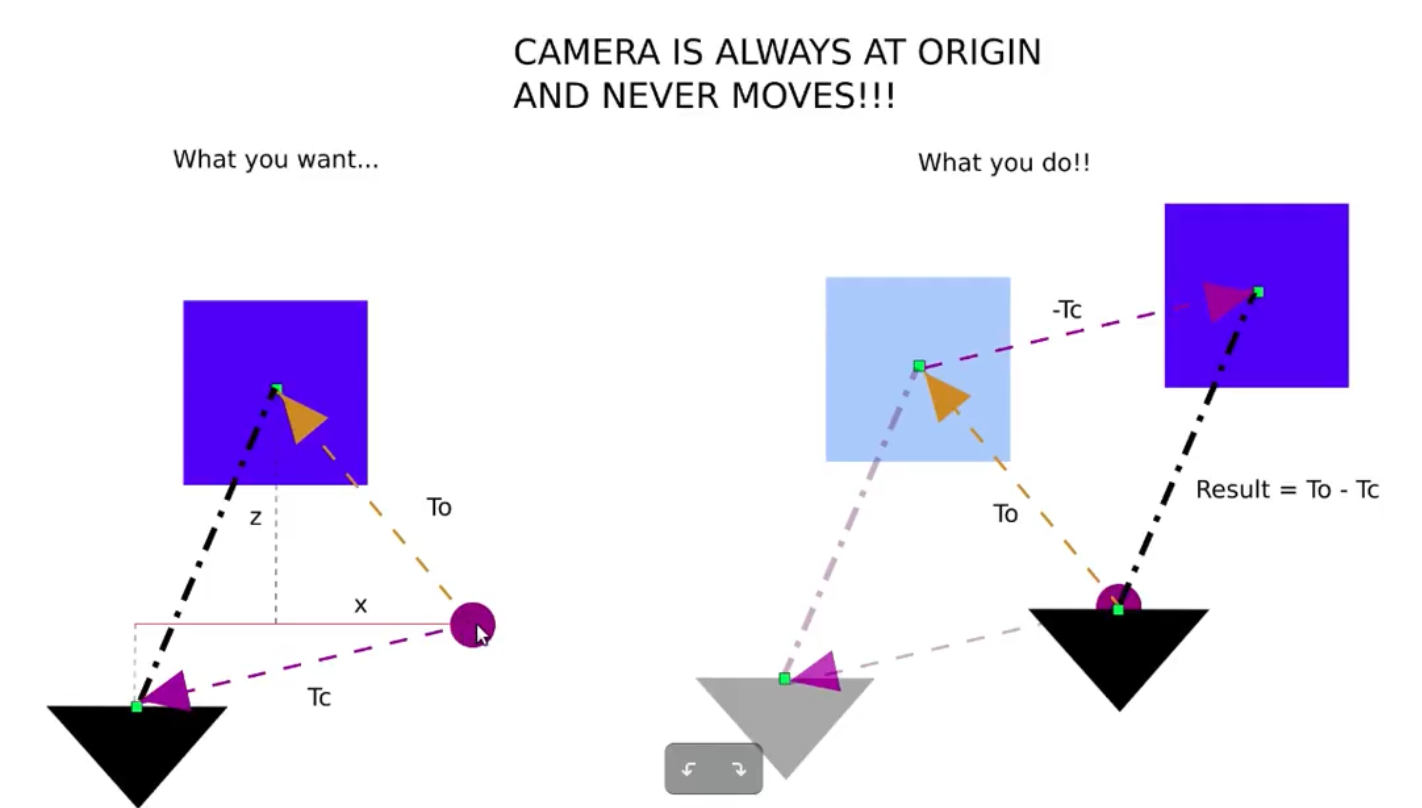 CAMERA IS ALWAYS AT ORIGIN
AND NEVER MOVES!!!
What you want...
What you do!!
-Tc
z
To
To
Result = To - Tc
x
Tc